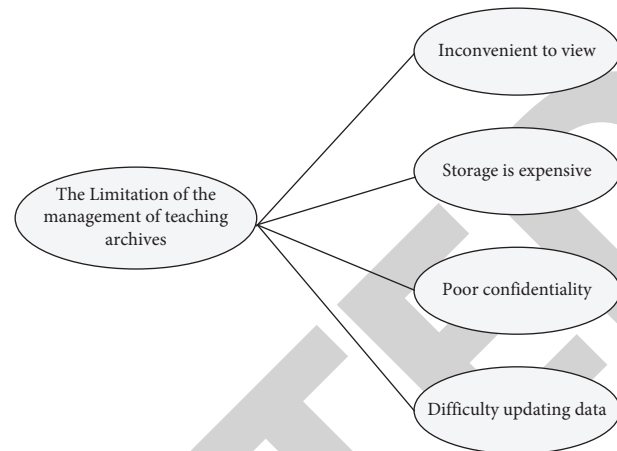 Inconvenient to view
Storage is expensive
The Limitation of the
management of teaching
archives
Poor confidentiality
Difficulty updating data